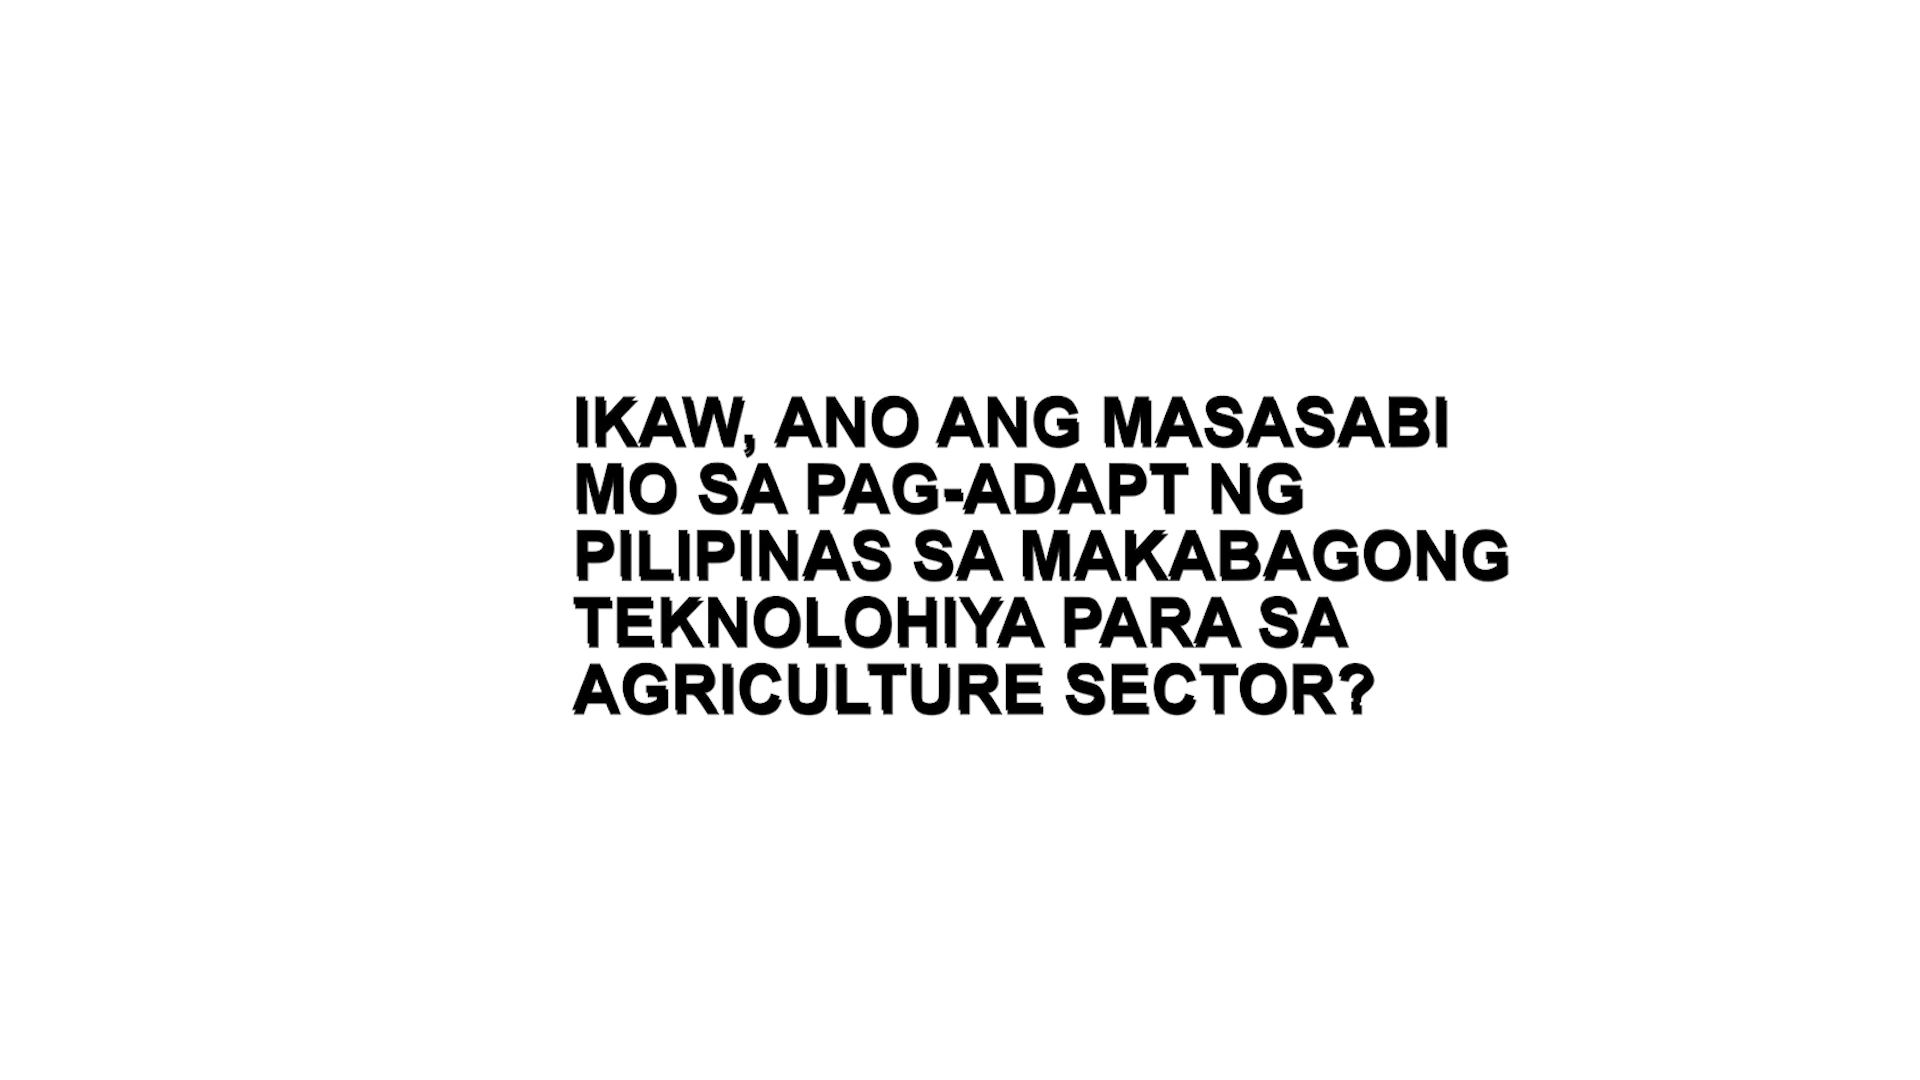 IKAW, ANO ANG MASASABI
MO SA PAG-ADAPT NG
PILIPINAS SA MAKABAGONG
TEKNOLOHIYA PARA SA
AGRICULTURE SECTOR?